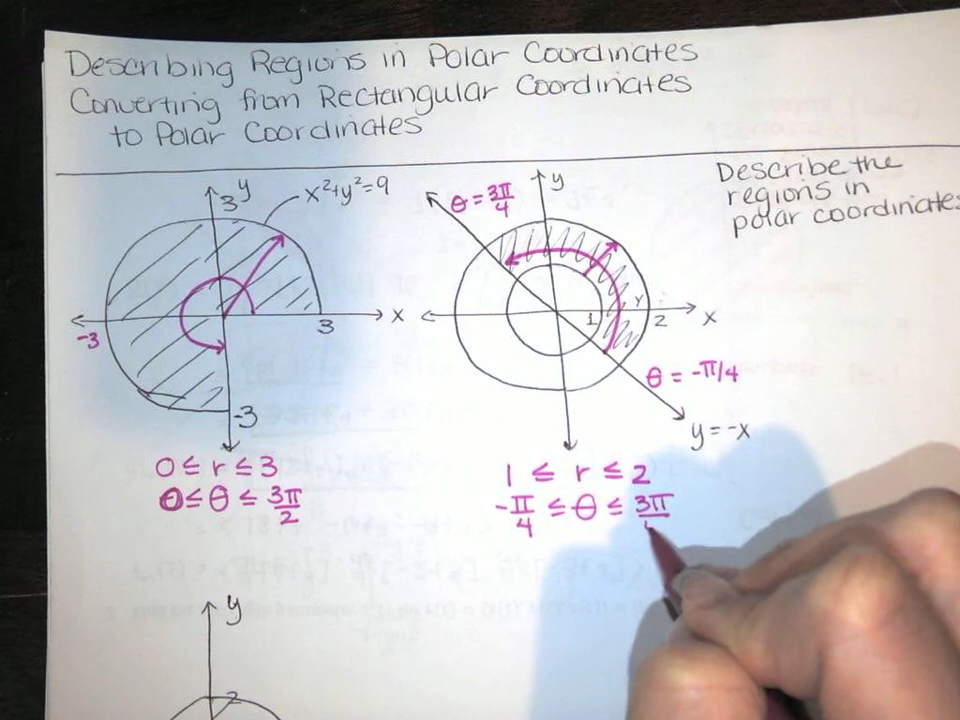 Describing Regions in Polar Coordinates
Converting from Rectangular Coordinates
to Polar Coordinates
Describe the
regions in
polar coordinates
3 y
x²+y²=9
-3
3
x
-3
0 ≤ r ≤ 3
0 ≤ θ ≤ 3π/2
θ = 3π/4
y
1
2
x
θ = -π/4
y = -x
1 ≤ r ≤ 2
-π/4 ≤ θ ≤ 3π/
y
2